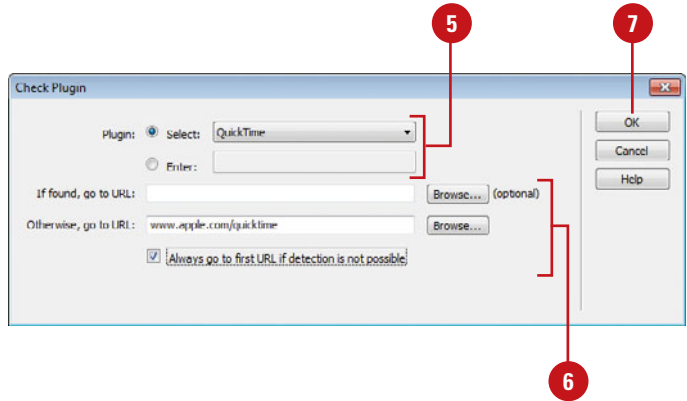 5
7
Check Plugin
Plugin: Select: QuickTime
OK
Enter:
Cancel
If found, go to URL: Browse... (optional)
Help
Otherwise, go to URL: www.apple.com/quicktime Browse...
Always go to first URL if detection is not possible
6